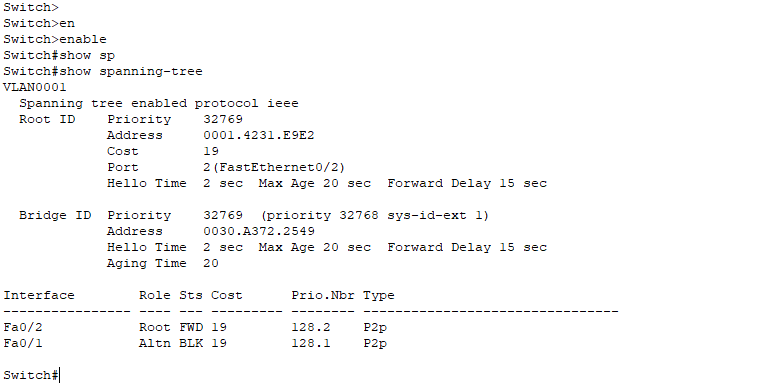 Switch>
Switch>en
Switch>enable
Switch#show sp
Switch#show spanning-tree
VLAN0001
  Spanning tree enabled protocol ieee
  Root ID    Priority    32769
             Address     0001.4231.E9E2
             Cost        19
             Port        2(FastEthernet0/2)
             Hello Time  2 sec  Max Age 20 sec  Forward Delay 15 sec

  Bridge ID  Priority    32769  (priority 32768 sys-id-ext 1)
             Address     0030.A372.2549
             Hello Time  2 sec  Max Age 20 sec  Forward Delay 15 sec
             Aging Time  20

Interface        Role Sts Cost      Prio.Nbr Type
---------------- ---- --- --------- -------- --------------------------------
Fa0/2            Root FWD 19        128.2    P2p
Fa0/1            Altn BLK 19        128.1    P2p

Switch#